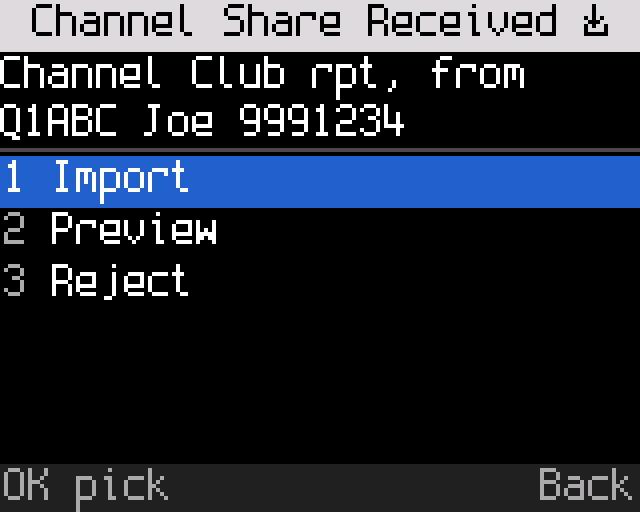 Channel Share Received
Channel Club rpt, from
Q1ABC Joe 9991234
1 Import
2 Preview
3 Reject
OK pick Back